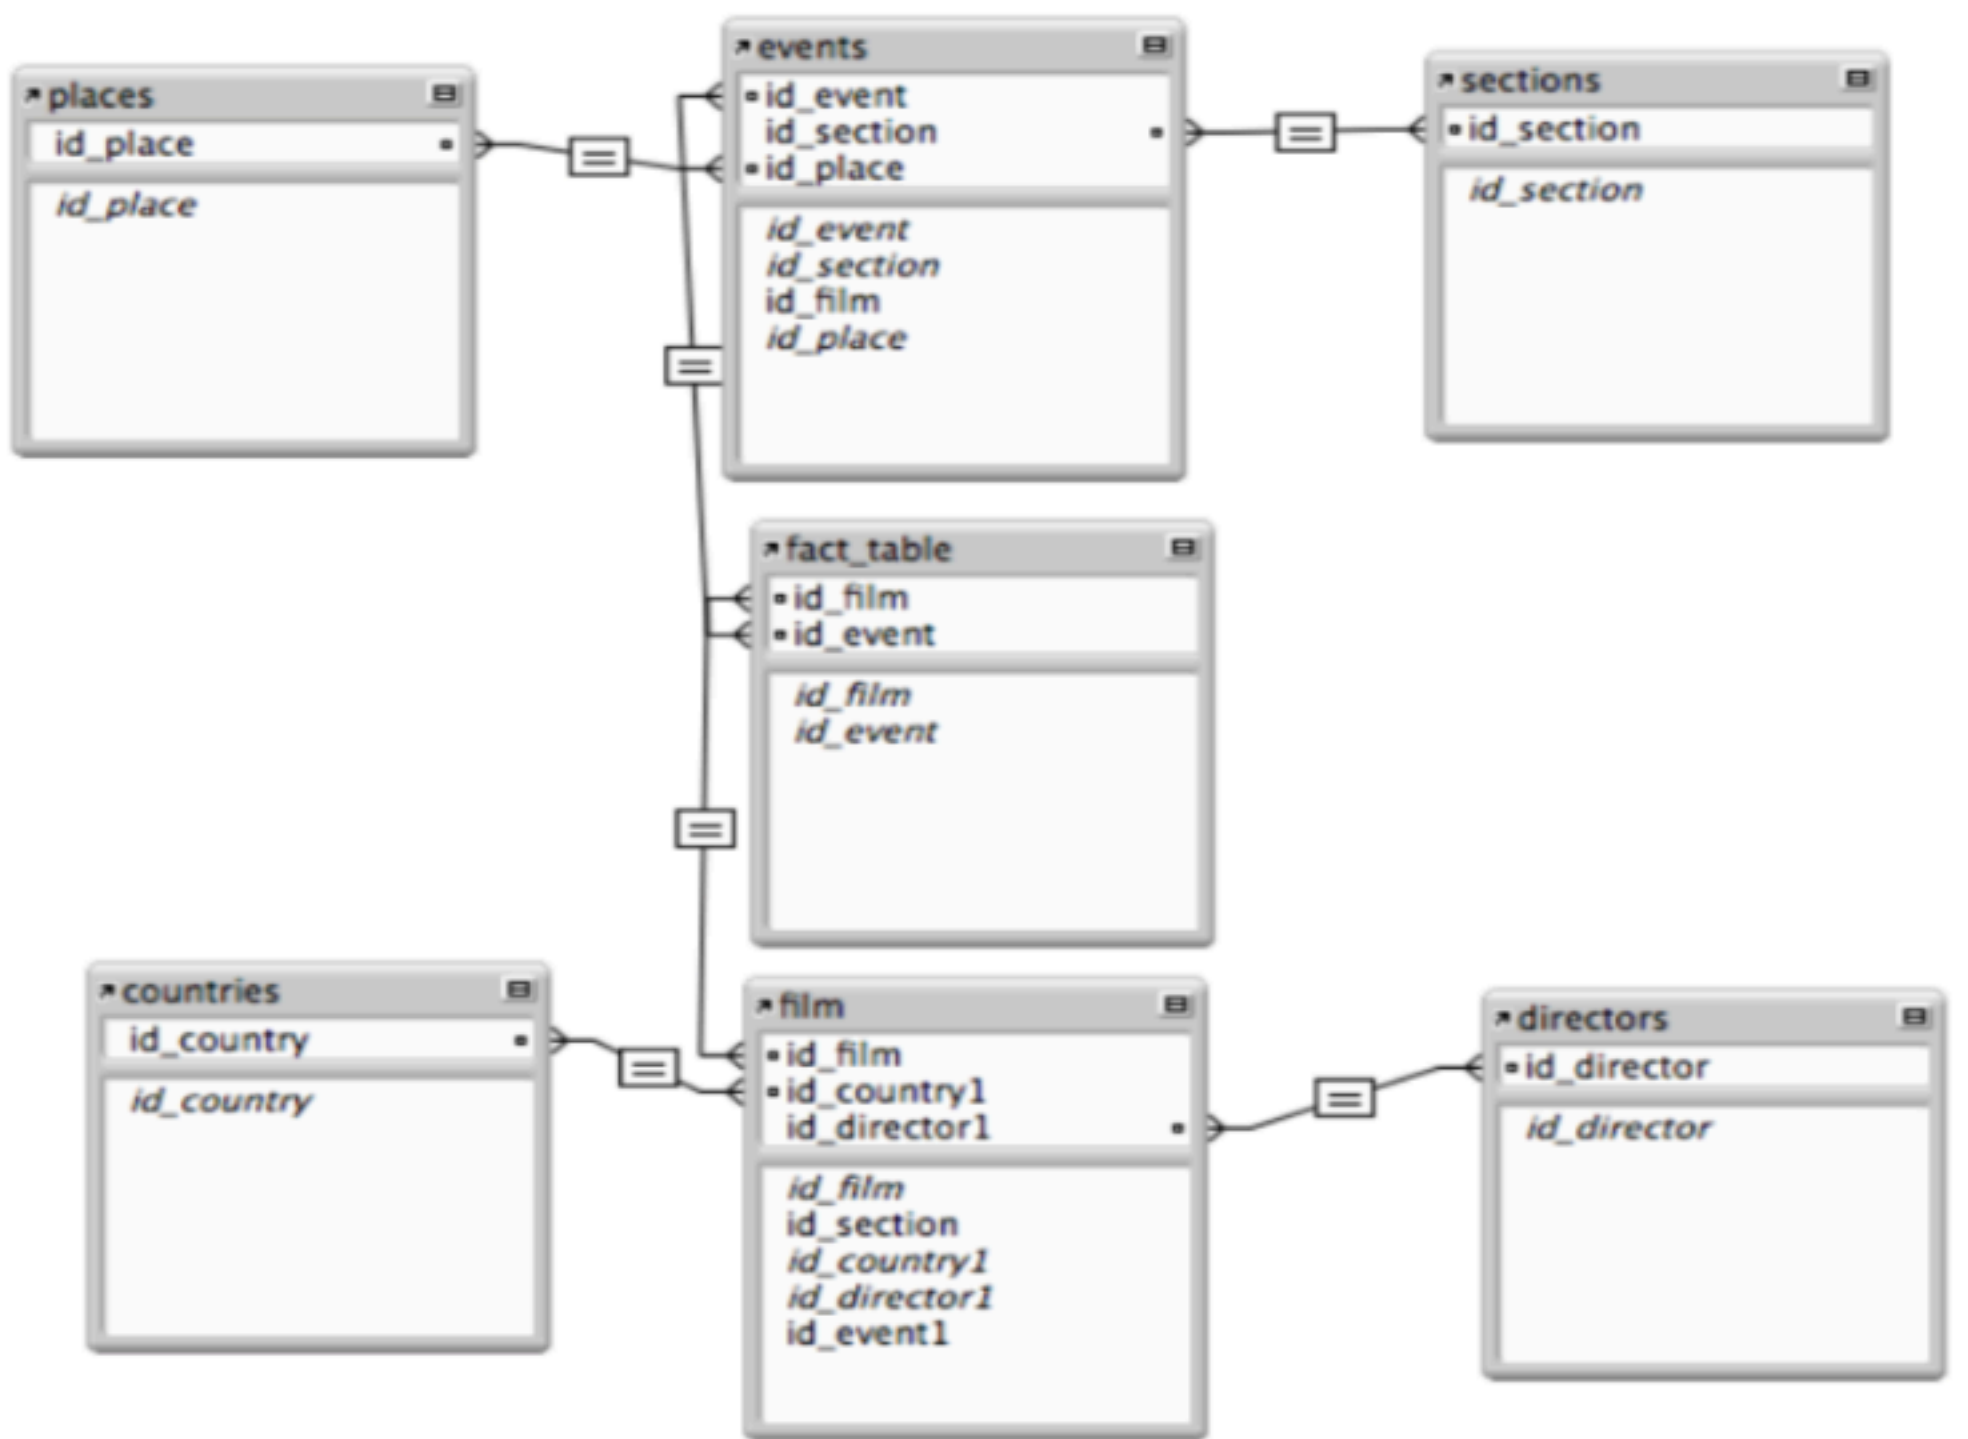 places
id_place
id_place
events
id_event
id_section
id_place
id_event
id_section
id_film
id_place
sections
id_section
id_section
fact_table
id_film
id_event
id_film
id_event
countries
id_country
id_country
film
id_film
id_country1
id_director1
id_film
id_section
id_country1
id_director1
id_event1
directors
id_director
id_director